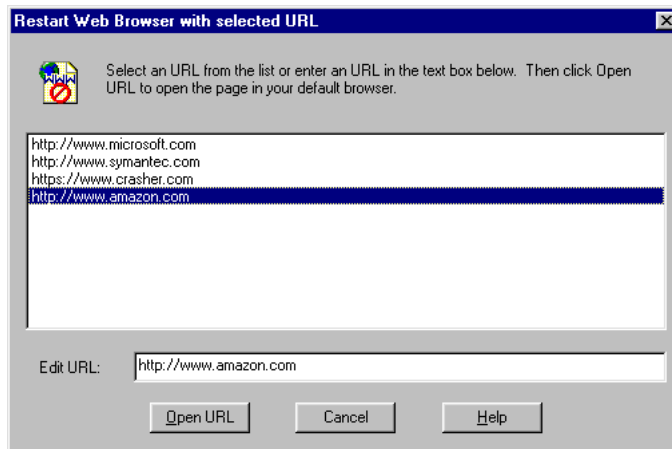 Restart Web Browser with selected URL
WWW
Select an URL from the list or enter an URL in the text box below. Then click Open
URL to open the page in your default browser.
http://www.microsoft.com
http://www.symantec.com
https://www.crasher.com
http://www.amazon.com
Edit URL:
http://www.amazon.com
Open URL
Cancel
Help